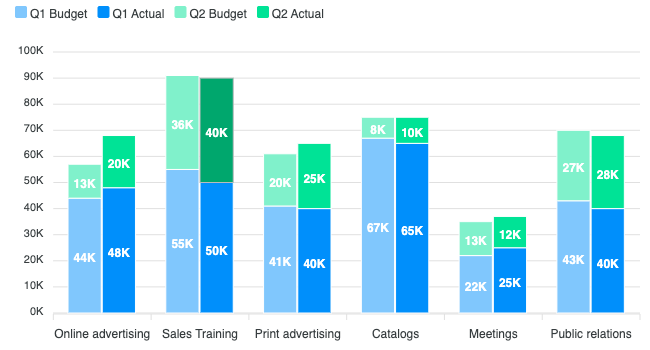 Q1 Budget Q1 Actual Q2 Budget Q2 Actual
100K
90K
80K
70K
60K
50K
40K
30K
20K
10K
0K
13K 20K
44K 48K
36K 40K
55K 50K
20K 25K
41K 40K
8K 10K
67K 65K
13K 12K
22K 25K
27K 28K
43K 40K
Online advertising Sales Training Print advertising Catalogs Meetings Public relations